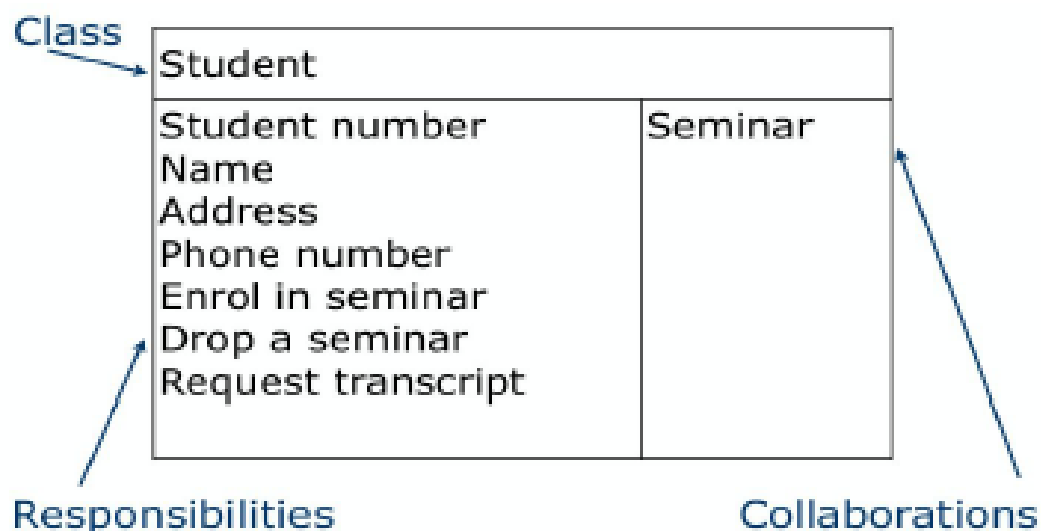 Class
Student
Student number
Name
Address
Phone number
Enrol in seminar
Drop a seminar
Request transcript
Seminar
Responsibilities
Collaborations